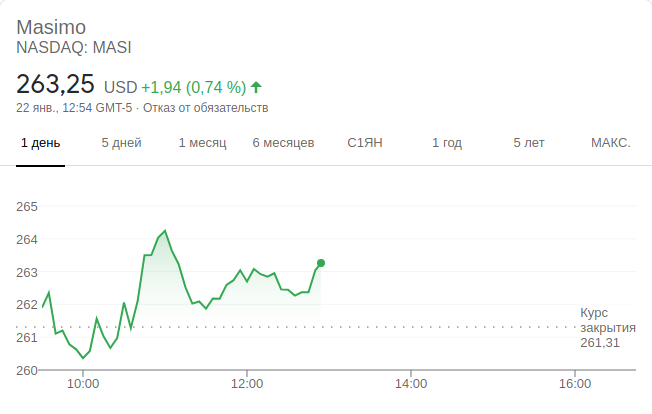 Masimo
NASDAQ: MASI
263,25 USD +1,94 (0,74 %)
22 янв., 12:54 GMT-5 · Отказ от обязательств
1 день 5 дней 1 месяц 6 месяцев С1ЯН 1 год 5 лет МАКС.
265
264
263
262
Курс
закрытия
261,31
261
260
10:00 12:00 14:00 16:00